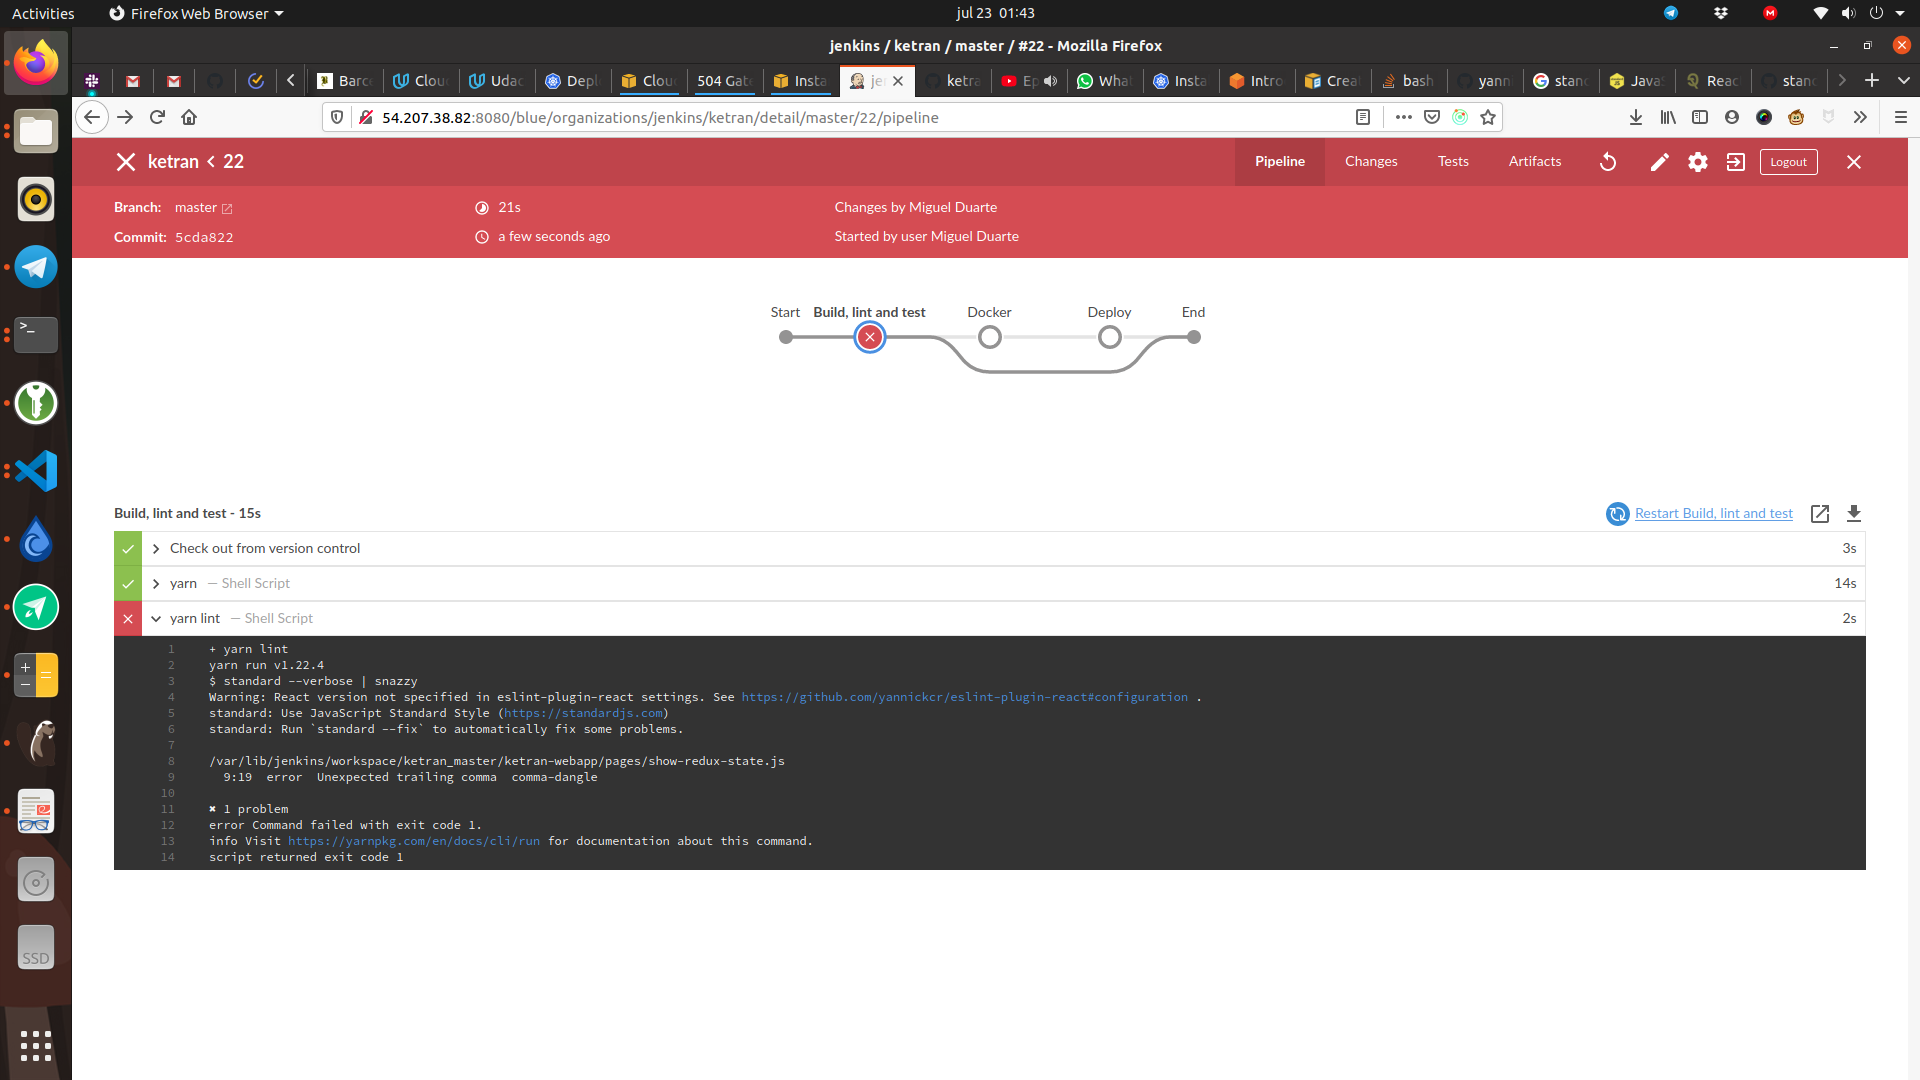 Activities Firefox Web Browser jul 23 01:43
jenkins / ketran / master / #22 - Mozilla Firefox
Barc Clou Udac Depl Clou 504 Gate Insta je ketra Ep What Insta Intro Crea bash yann stand Java Reac stand
54.207.38.82:8080/blue/organizations/jenkins/ketran/detail/master/22/pipeline
ketran < 22 Pipeline Changes Tests Artifacts Logout
Branch: master 21s Changes by Miguel Duarte
Commit: 5cda822 a few seconds ago Started by user Miguel Duarte
Start Build, lint and test Docker Deploy End
Build, lint and test - 15s Restart Build, lint and test
Check out from version control 3s
yarn — Shell Script 14s
yarn lint — Shell Script 2s
1 + yarn lint
2 yarn run v1.22.4
3 $ standard --verbose | snazzy
4 Warning: React version not specified in eslint-plugin-react settings. See https://github.com/yannickcr/eslint-plugin-react#configuration .
5 standard: Use JavaScript Standard Style (https://standardjs.com)
6 standard: Run `standard --fix` to automatically fix some problems.
7
8 /var/lib/jenkins/workspace/ketran_master/ketran-webapp/pages/show-redux-state.js
9 9:19 error Unexpected trailing comma comma-dangle
10
11 ✖ 1 problem
12 error Command failed with exit code 1.
13 info Visit https://yarnpkg.com/en/docs/cli/run for documentation about this command.
14 script returned exit code 1
SSD